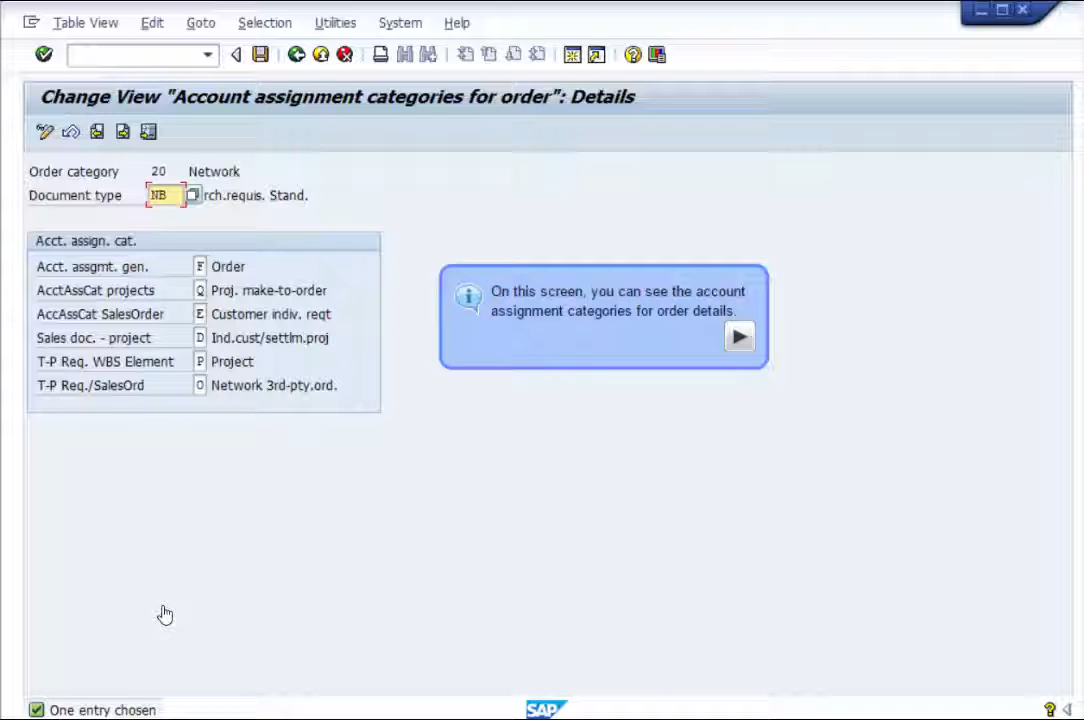 Table View Edit Goto Selection Utilities System Help
Change View "Account assignment categories for order": Details
Order category 20 Network
Document type NB rch.requis. Stand.
Acct. assign. cat.
Acct. assgmt. gen. F Order
AcctAssCat projects Q Proj. make-to-order
AccAssCat SalesOrder E Customer indiv. reqt
Sales doc. - project D Ind.cust/settlm.proj
T-P Req. WBS Element P Project
T-P Req./SalesOrd O Network 3rd-pty.ord.
On this screen, you can see the account
assignment categories for order details.
One entry chosen
SAP